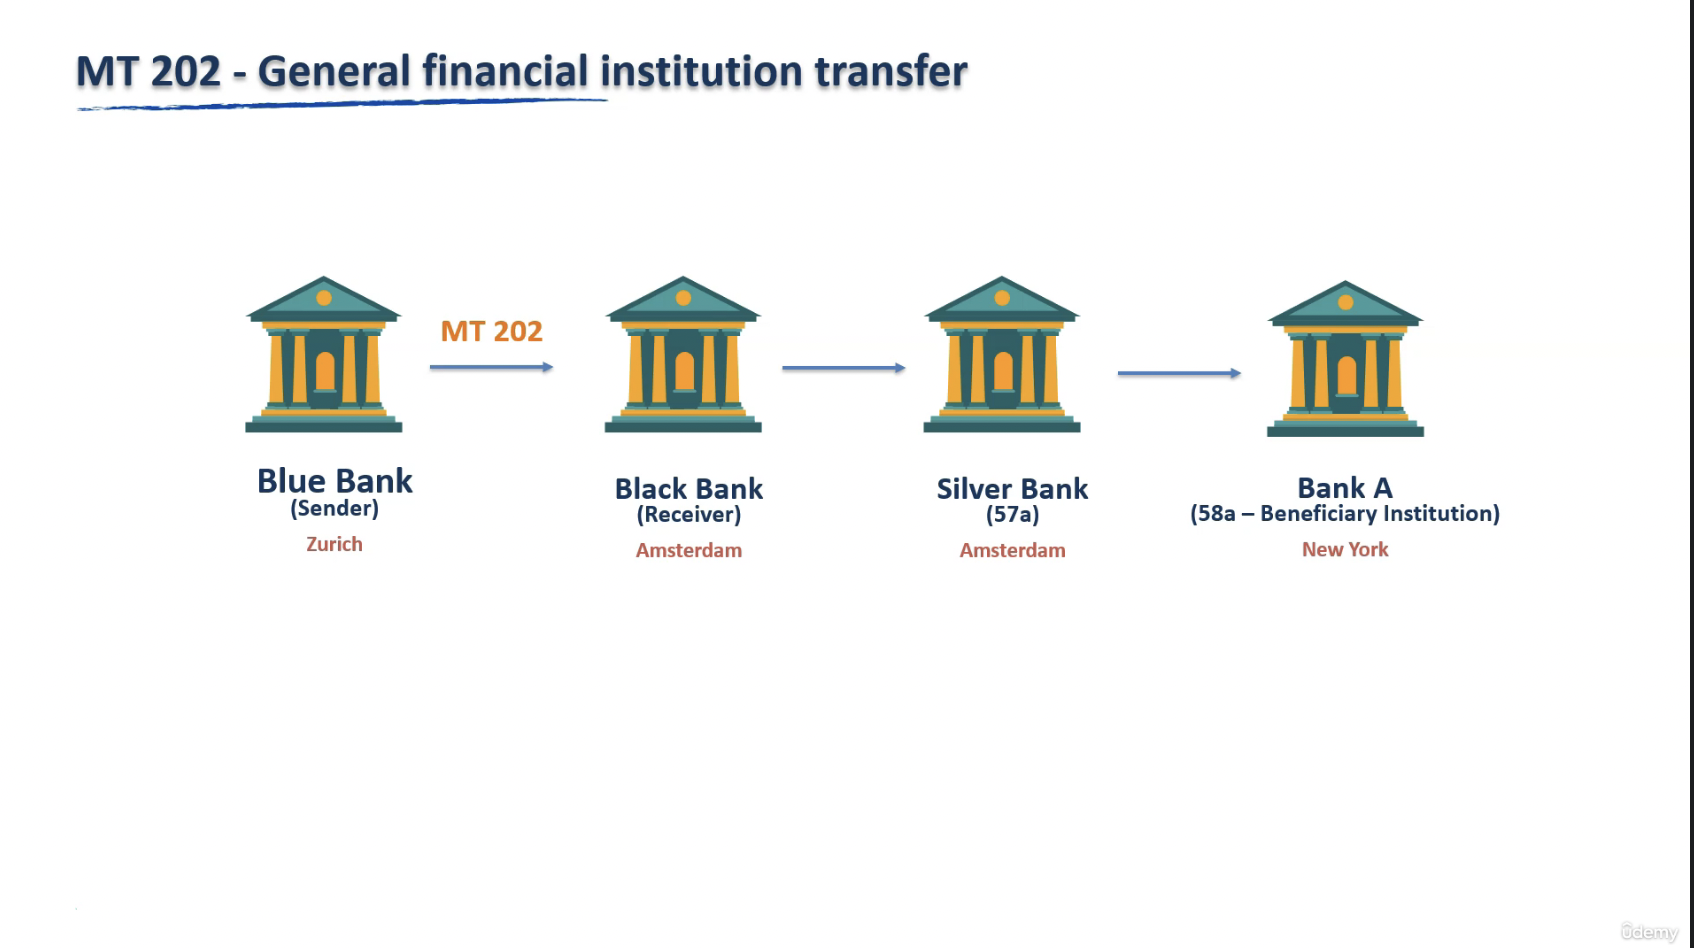 MT 202 - General financial institution transfer
MT 202
Blue Bank
(Sender)
Zurich
Black Bank
(Receiver)
Amsterdam
Silver Bank
(57a)
Amsterdam
Bank A
(58a – Beneficiary Institution)
New York
ûdemy